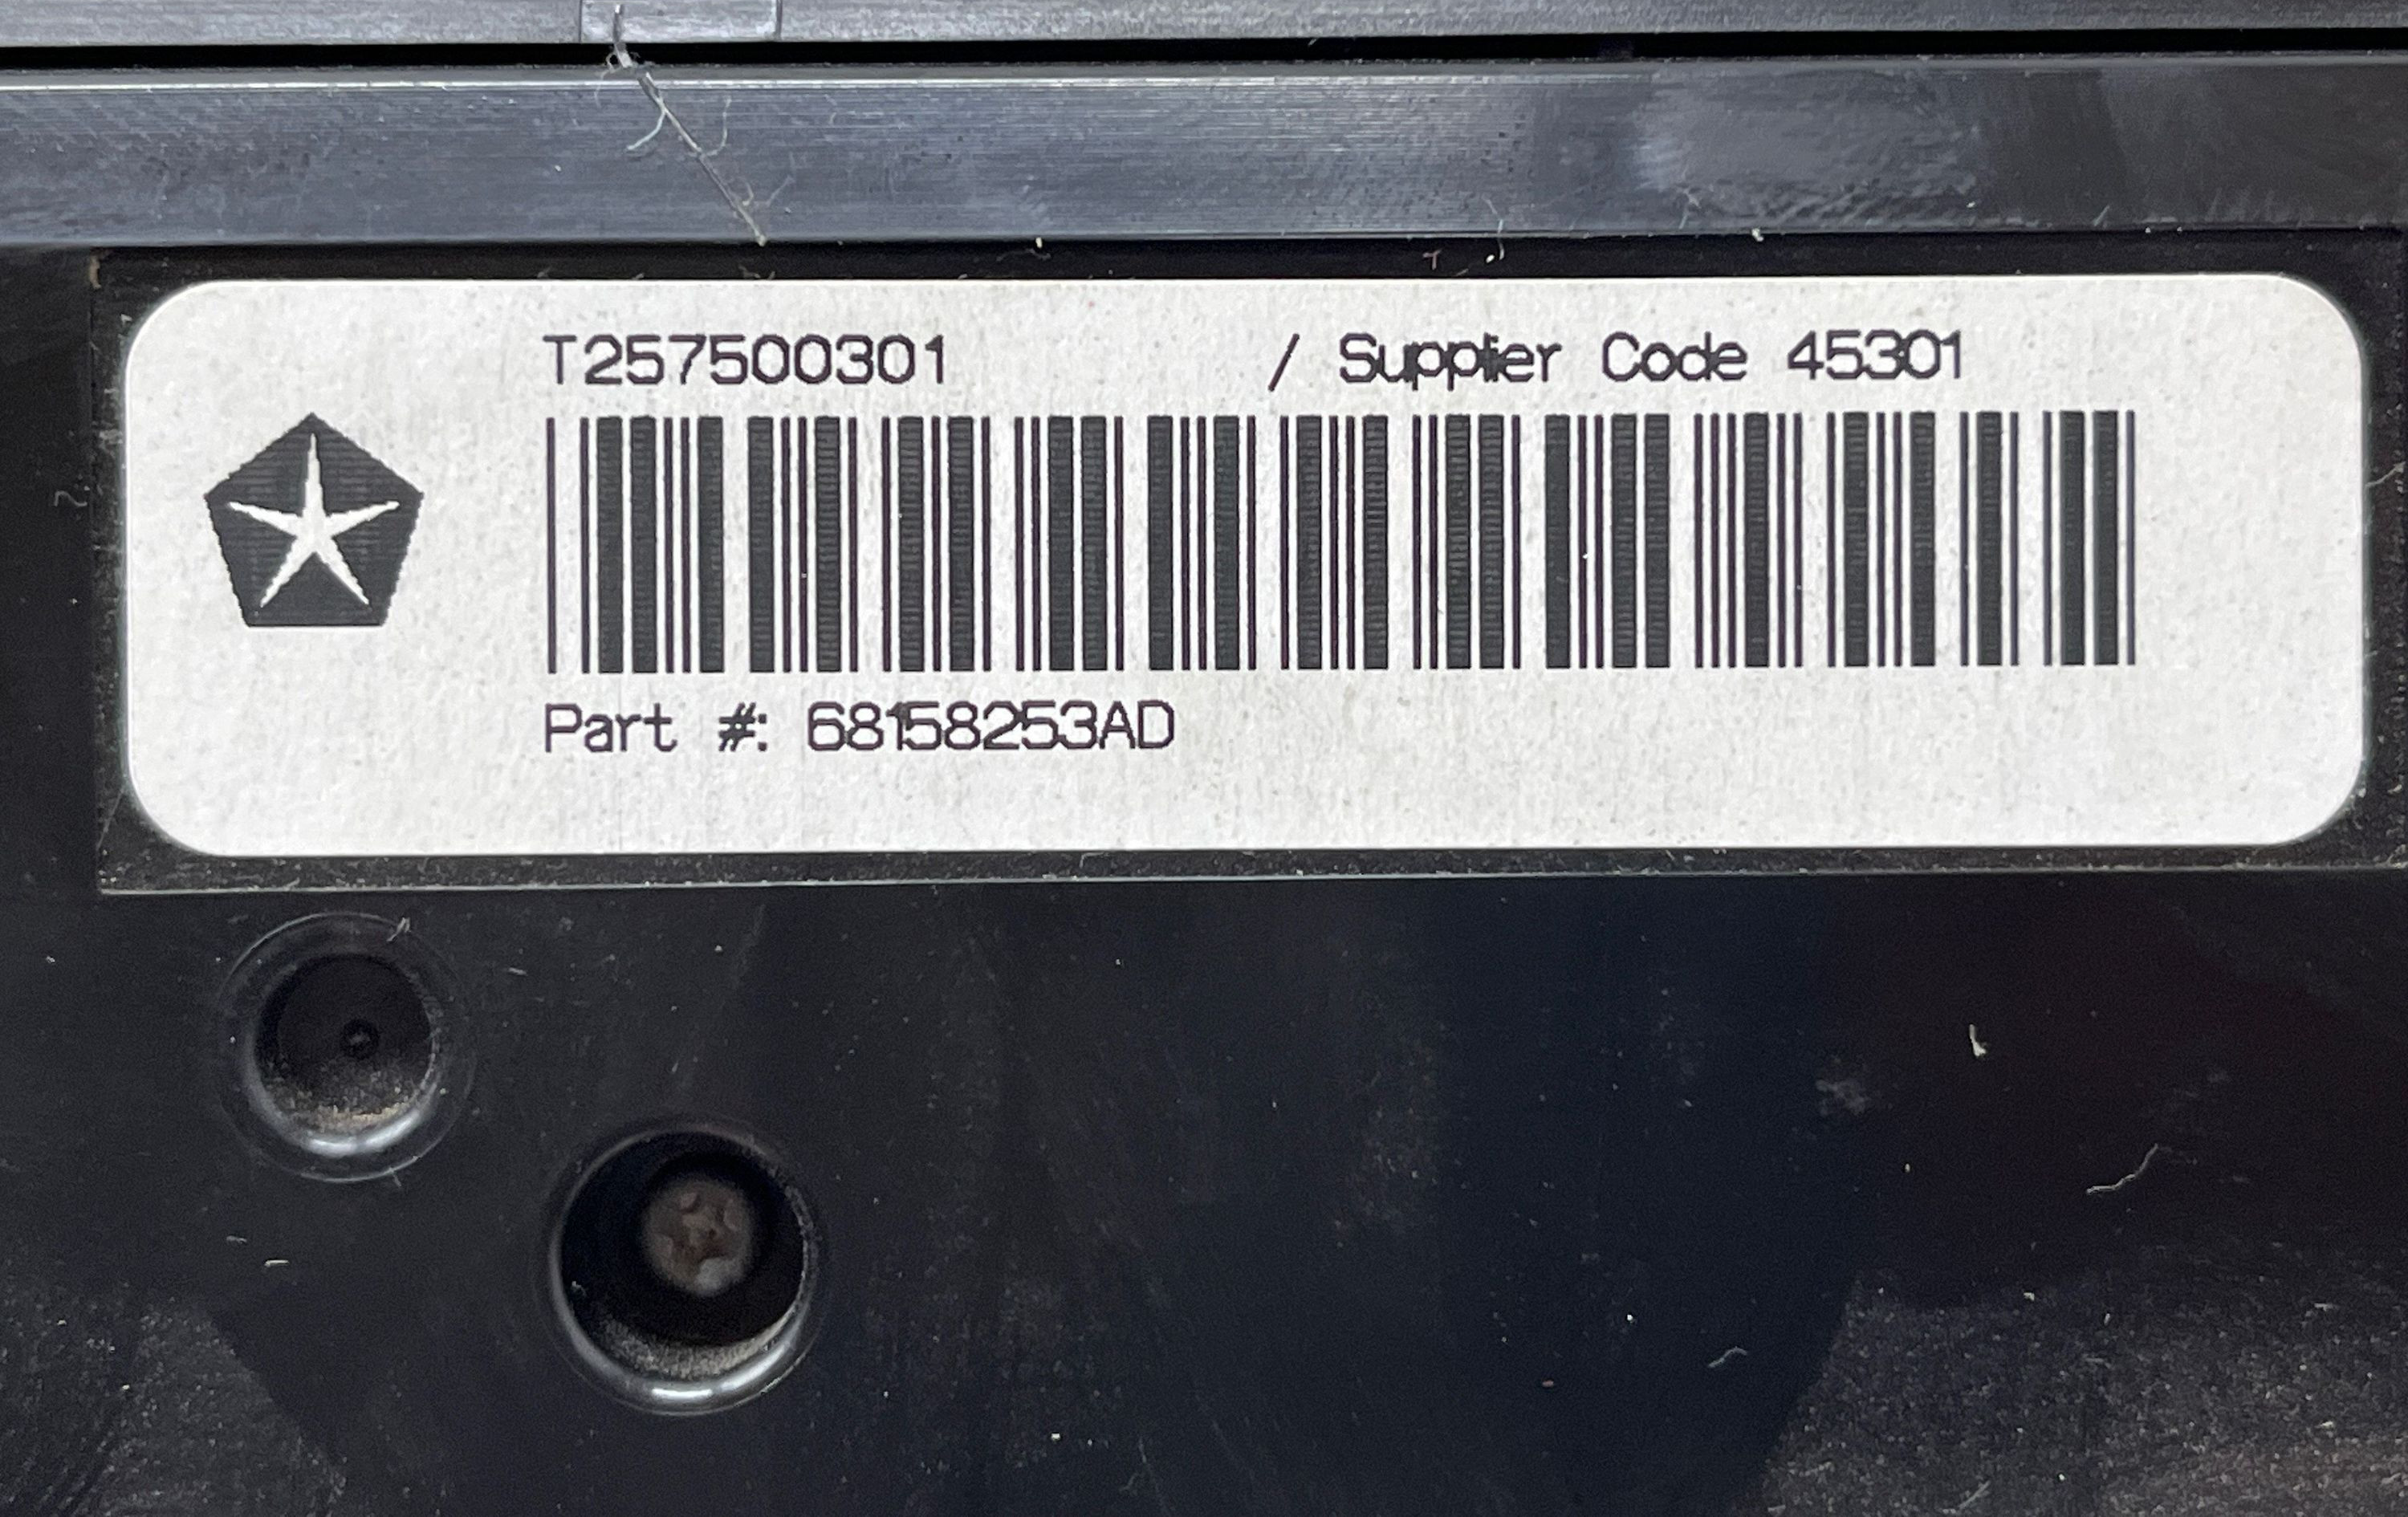 T257500301 / Supplier Code 45301
Part #: 68158253AD